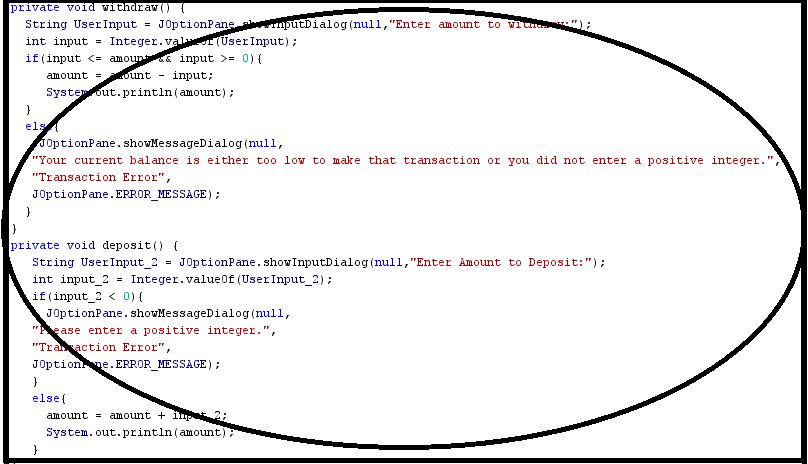 private void withdraw() {
String UserInput = JOptionPane.showInputDialog(null,"Enter amount to withdraw:");
int input = Integer.valueOf(UserInput);
if(input <= amount && input >= 0){
amount = amount - input;
System.out.println(amount);
}
else{
JOptionPane.showMessageDialog(null,
"Your current balance is either too low to make that transaction or you did not enter a positive integer.",
"Transaction Error",
JOptionPane.ERROR_MESSAGE);
}
}
private void deposit() {
String UserInput_2 = JOptionPane.showInputDialog(null,"Enter Amount to Deposit:");
int input_2 = Integer.valueOf(UserInput_2);
if(input_2 < 0){
JOptionPane.showMessageDialog(null,
"Please enter a positive integer.",
"Transaction Error",
JOptionPane.ERROR_MESSAGE);
}
else{
amount = amount + input_2;
System.out.println(amount);
}